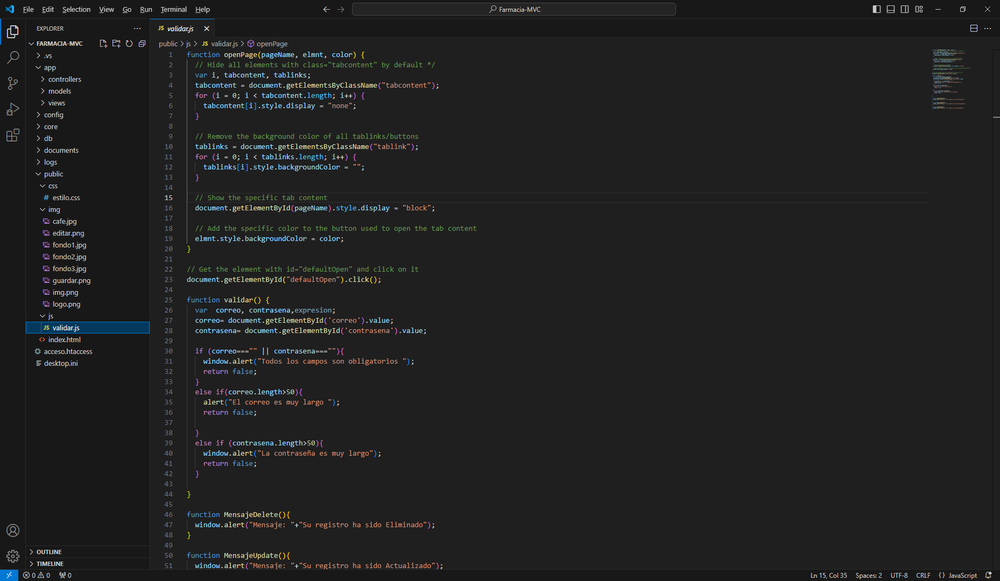 File Edit Selection View Go Run Terminal Help
Farmacia-MVC
EXPLORER
FARMACIA-MVC
.vs
app
controllers
models
views
config
core
db
documents
logs
public
css
# estilo.css
img
cafe.jpg
editar.png
fondo1.jpg
fondo2.jpg
fondo3.jpg
guardar.png
img.png
logo.png
js
JS validar.js
<> index.html
acceso.htaccess
desktop.ini
OUTLINE
TIMELINE
JS validar.js
public > js > JS validar.js > openPage
1 function openPage(pageName, elmnt, color) {
2 // Hide all elements with class="tabcontent" by default */
3 var i, tabcontent, tablinks;
4 tabcontent = document.getElementsByClassName("tabcontent");
5 for (i = 0; i < tabcontent.length; i++) {
6 tabcontent[i].style.display = "none";
7 }
8
9 // Remove the background color of all tablinks/buttons
10 tablinks = document.getElementsByClassName("tablink");
11 for (i = 0; i < tablinks.length; i++) {
12 tablinks[i].style.backgroundColor = "";
13 }
14
15 // Show the specific tab content
16 document.getElementById(pageName).style.display = "block";
17
18 // Add the specific color to the button used to open the tab content
19 elmnt.style.backgroundColor = color;
20 }
21
22 // Get the element with id="defaultOpen" and click on it
23 document.getElementById("defaultOpen").click();
24
25 function validar() {
26 var  correo, contrasena,expresion;
27 correo= document.getElementById('correo').value;
28 contrasena= document.getElementById('contrasena').value;
29
30 if (correo==="" || contrasena===""){
31 window.alert("Todos los campos son obligatorios ");
32 return false;
33 }
34 else if(correo.length>50){
35 alert("El correo es muy largo ");
36 return false;
37
38 }
39 else if (contrasena.length>50){
40 window.alert("La contraseña es muy largo");
41 return false;
42 }
43
44 }
45
46 function MensajeDelete(){
47 window.alert("Mensaje: "+"Su registro ha sido Eliminado");
48 }
49
50 function MensajeUpdate(){
51 window.alert("Mensaje: "+"Su registro ha sido Actualizado");
0 0 0
Ln 15, Col 35 Spaces: 2 UTF-8 CRLF {} JavaScript